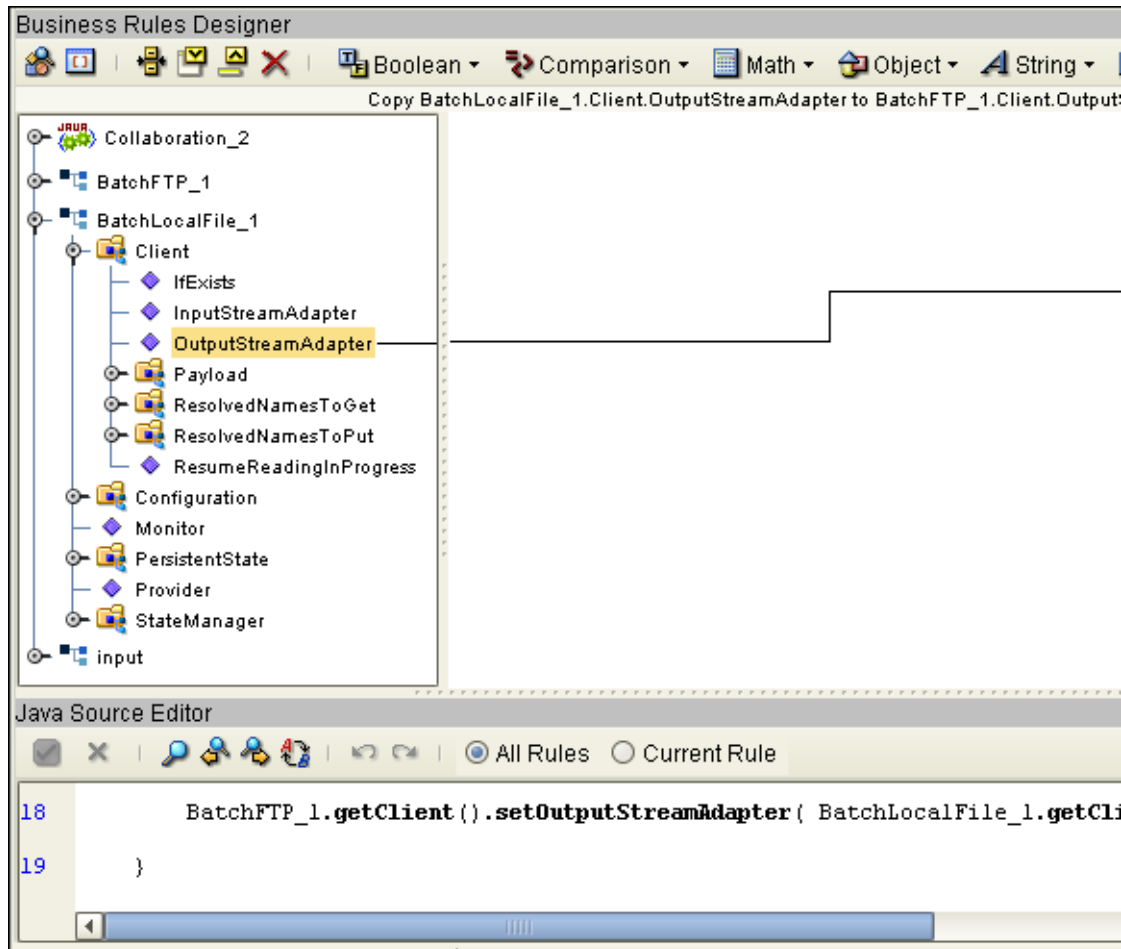 Business Rules Designer
Boolean Comparison Math Object String
Copy BatchLocalFile_1.Client.OutputStreamAdapter to BatchFTP_1.Client.Output
JAVA
Collaboration_2
BatchFTP_1
BatchLocalFile_1
Client
IfExists
InputStreamAdapter
OutputStreamAdapter
Payload
ResolvedNamesToGet
ResolvedNamesToPut
ResumeReadingInProgress
Configuration
Monitor
PersistentState
Provider
StateManager
input
Java Source Editor
All Rules Current Rule
18 BatchFTP_1.getClient().setOutputStreamAdapter( BatchLocalFile_1.getCli
19 }